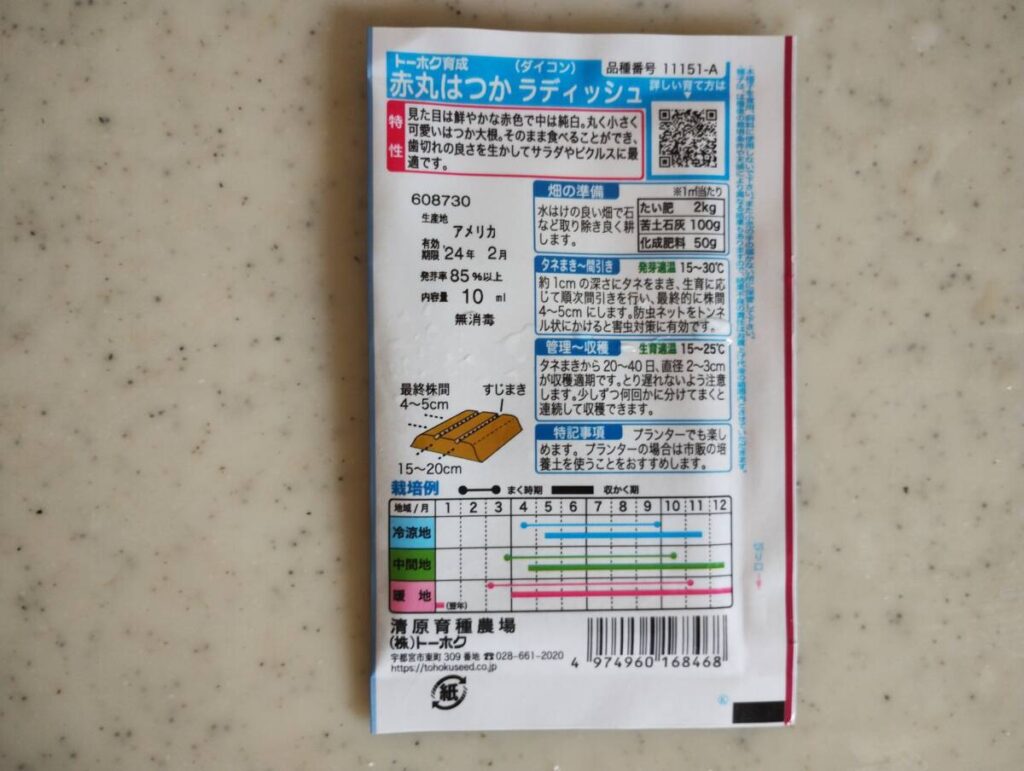 トーホク育成
(ダイコン)
品種番号 11151-A
赤丸はつか ラディッシュ
詳しい育て方は
特性
見た目は鮮やかな赤色で中は純白。丸く小さく
可愛いはつか大根。そのまま食べることができ、
歯切れの良さを生かしてサラダやピクルスに最
適です。
608730
生産地
アメリカ
有効期限 '24年 2月
発芽率 85%以上
内容量 10 ml
無消毒
畑の準備
※1㎡当たり
水はけの良い畑で石
など取り除き良く耕
します。
たい肥 2kg
苦土石灰 100g
化成肥料 50g
タネまき〜間引き 発芽適温 15〜30℃
約1cmの深さにタネをまき、生育に応
じて順次間引きを行い、最終的に株間
4〜5cmにします。防虫ネットをトンネ
ル状にかけると害虫対策に有効です。
管理〜収穫 生育適温 15〜25℃
タネまきから20〜40日、直径2〜3cm
が収穫適期です。とり遅れないよう注意
します。少しずつ何回かに分けてまくと
連続して収穫できます。
特記事項 プランターでも楽し
めます。プランターの場合は市販の培
養土を使うことをおすすめします。
最終株間
4〜5cm
すじまき
15〜20cm
栽培例 まく時期 収かく期
地域/月 1 2 3 4 5 6 7 8 9 10 11 12
冷涼地
中間地
暖地
(翌年)
清原育種農場
(株)トーホク
宇都宮市東町309番地 ☎028-661-2020
https://tohokuseed.co.jp
4 974960 168468
紙